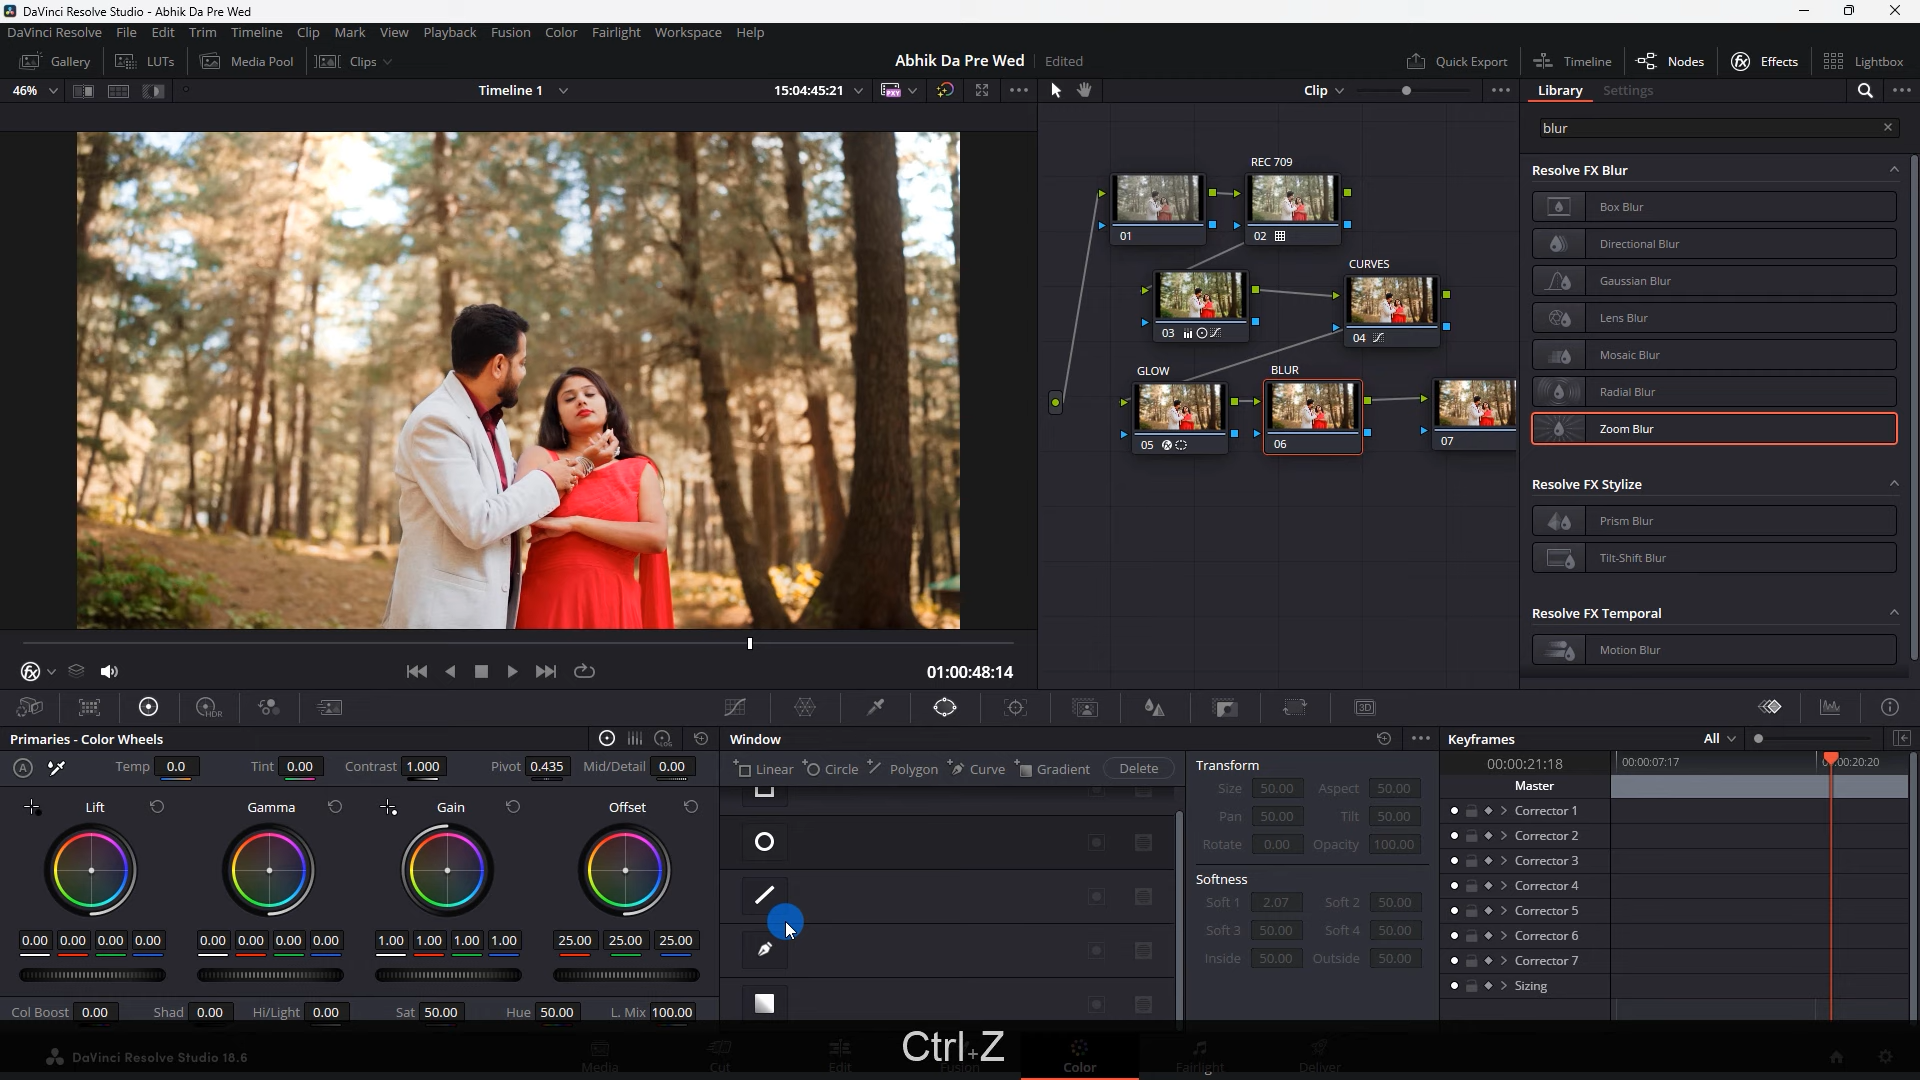 DaVinci Resolve Studio - Abhik Da Pre Wed
DaVinci Resolve File Edit Trim Timeline Clip Mark View Playback Fusion Color Fairlight Workspace Help
Gallery LUTs Media Pool Clips Abhik Da Pre Wed Edited Quick Export Timeline Nodes Effects Lightbox
46% Timeline 1 15:04:45:21 Clip Library Settings
blur
Resolve FX Blur
Box Blur
Directional Blur
Gaussian Blur
Lens Blur
Mosaic Blur
Radial Blur
Zoom Blur
Resolve FX Stylize
Prism Blur
Tilt-Shift Blur
Resolve FX Temporal
Motion Blur
REC 709
01 02
CURVES
03 04
GLOW BLUR
05 06 07
01:00:48:14
Primaries - Color Wheels
Temp 0.0 Tint 0.00 Contrast 1.000 Pivot 0.435 Mid/Detail 0.00
Lift Gamma Gain Offset
0.00 0.00 0.00 0.00 0.00 0.00 0.00 0.00 1.00 1.00 1.00 1.00 25.00 25.00 25.00
Col Boost 0.00 Shad 0.00 Hi/Light 0.00 Sat 50.00 Hue 50.00 L. Mix 100.00
Window
Linear Circle Polygon Curve Gradient Delete
Transform
Size 50.00 Aspect 50.00
Pan 50.00 Tilt 50.00
Rotate 0.00 Opacity 100.00
Softness
Soft 1 2.07 Soft 2 50.00
Soft 3 50.00 Soft 4 50.00
Inside 50.00 Outside 50.00
Keyframes All
00:00:21:18 00:00:07:17 00:00:20:20
Master
Corrector 1
Corrector 2
Corrector 3
Corrector 4
Corrector 5
Corrector 6
Corrector 7
Sizing
Ctrl+Z
DaVinci Resolve Studio 18.6
Media Cut Edit Fusion Color Fairlight Deliver